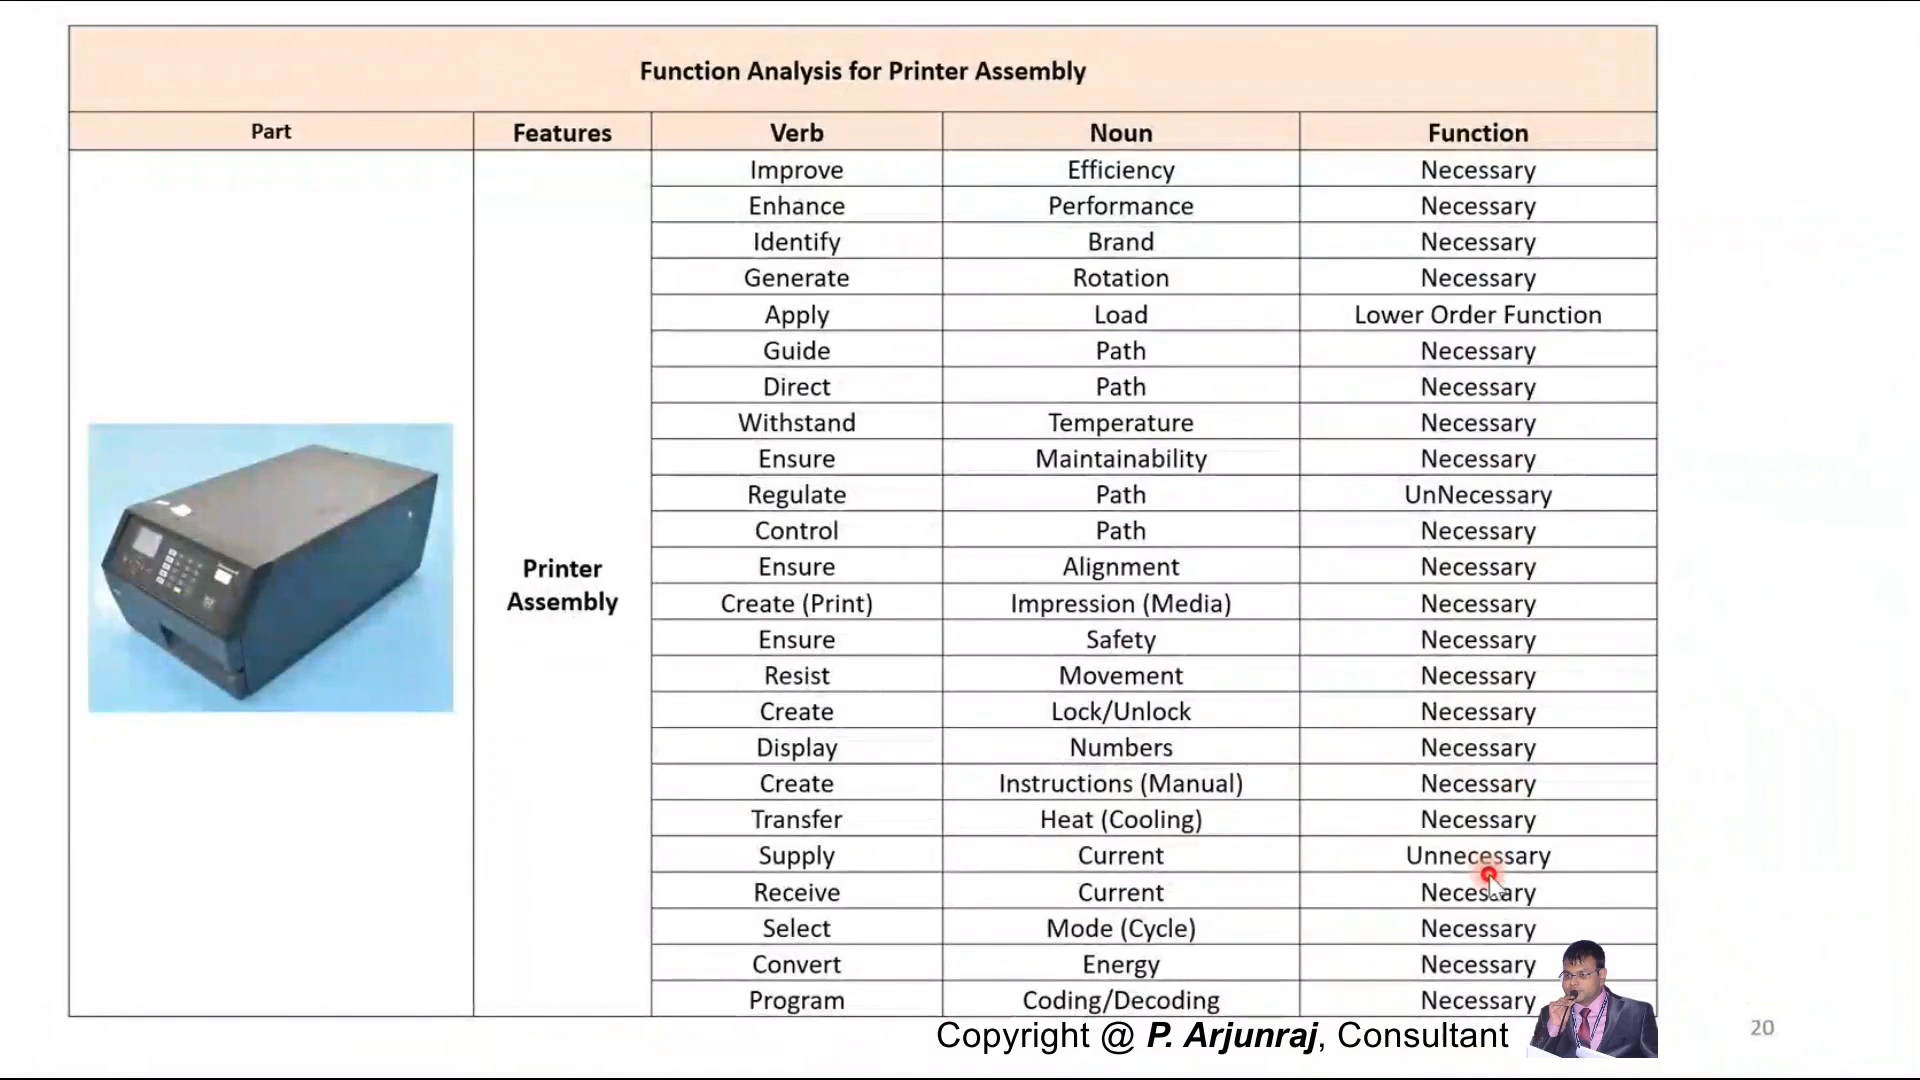 Function Analysis for Printer Assembly
Part Features Verb Noun Function
Improve Efficiency Necessary
Enhance Performance Necessary
Identify Brand Necessary
Generate Rotation Necessary
Apply Load Lower Order Function
Guide Path Necessary
Direct Path Necessary
Withstand Temperature Necessary
Ensure Maintainability Necessary
Regulate Path UnNecessary
Control Path Necessary
Ensure Alignment Necessary
Printer
Assembly
Create (Print) Impression (Media) Necessary
Ensure Safety Necessary
Resist Movement Necessary
Create Lock/Unlock Necessary
Display Numbers Necessary
Create Instructions (Manual) Necessary
Transfer Heat (Cooling) Necessary
Supply Current Unnecessary
Receive Current Necessary
Select Mode (Cycle) Necessary
Convert Energy Necessary
Program Coding/Decoding Necessary
Copyright @ P. Arjunraj, Consultant
20